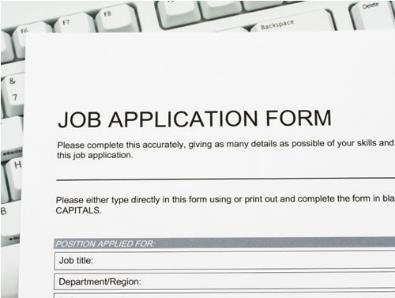 F6
F7
F8
Backspace
Delete
&
7
H
B
JOB APPLICATION FORM
Please complete this accurately, giving as many details as possible of your skills and
this job application.
Please either type directly in this form using or print out and complete the form in bla
CAPITALS.
POSITION APPLIED FOR:
Job title:
Department/Region: